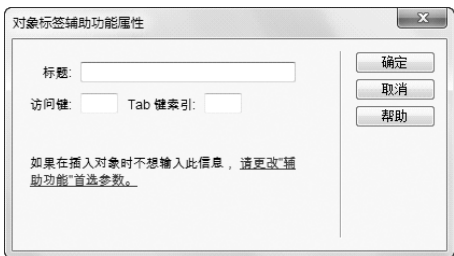 对象标签辅助功能属性
标题:
确定
访问键:
Tab 键索引:
取消
帮助
如果在插入对象时不想输入此信息，请更改"辅
助功能"首选参数。